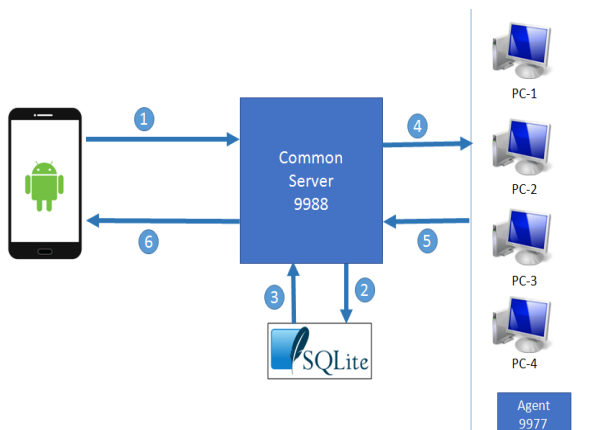 1
Common
Server
9988
4
6
5
3
2
SQLite
PC-1
PC-2
PC-3
PC-4
Agent
9977